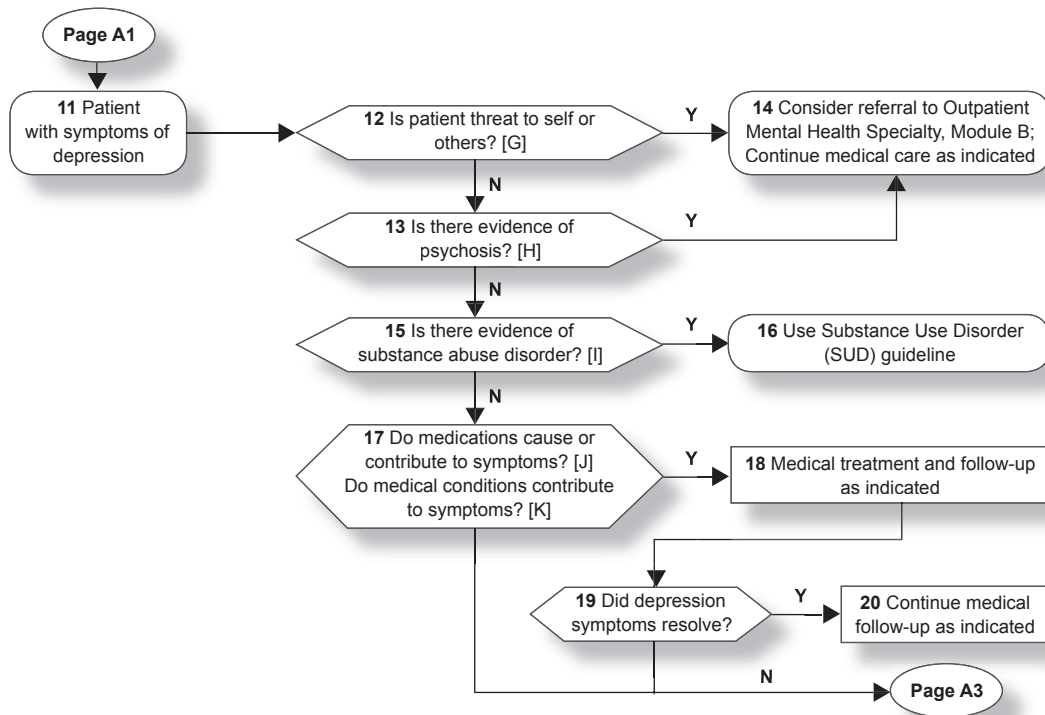 Page A1
11 Patient
with symptoms of
depression
12 Is patient threat to self or
others? [G]
Y
14 Consider referral to Outpatient
Mental Health Specialty, Module B;
Continue medical care as indicated
N
13 Is there evidence of
psychosis? [H]
Y
N
15 Is there evidence of
substance abuse disorder? [I]
Y
16 Use Substance Use Disorder
(SUD) guideline
N
17 Do medications cause or
contribute to symptoms? [J]
Do medical conditions contribute
to symptoms? [K]
Y
18 Medical treatment and follow-up
as indicated
19 Did depression
symptoms resolve?
Y
20 Continue medical
follow-up as indicated
N
Page A3